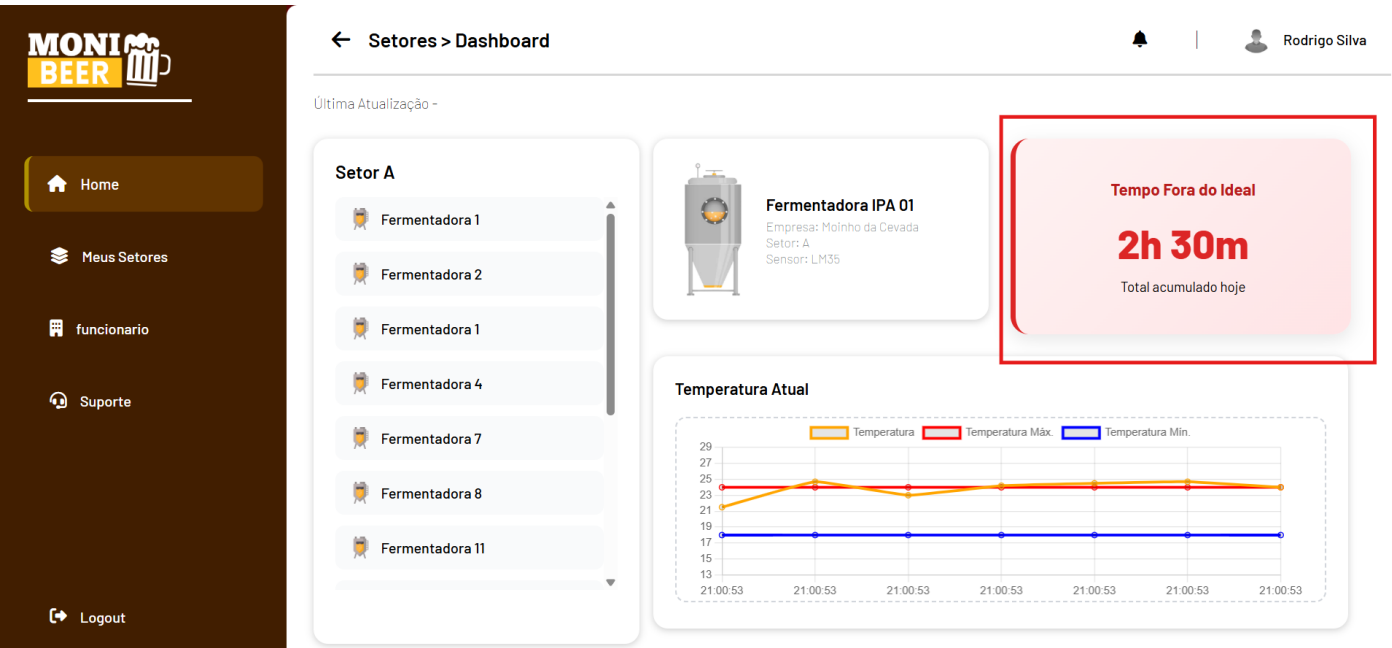 MONI
BEER
Setores > Dashboard
Rodrigo Silva
Última Atualização -
Home
Meus Setores
funcionario
Suporte
Logout
Setor A
Fermentadora 1
Fermentadora 2
Fermentadora 1
Fermentadora 4
Fermentadora 7
Fermentadora 8
Fermentadora 11
Fermentadora IPA 01
Empresa: Moinho da Cevada
Setor: A
Sensor: LM35
Tempo Fora do Ideal
2h 30m
Total acumulado hoje
Temperatura Atual
Temperatura Temperatura Máx. Temperatura Mín.
29
27
25
23
21
19
17
15
13
21:00:53 21:00:53 21:00:53 21:00:53 21:00:53 21:00:53 21:00:53